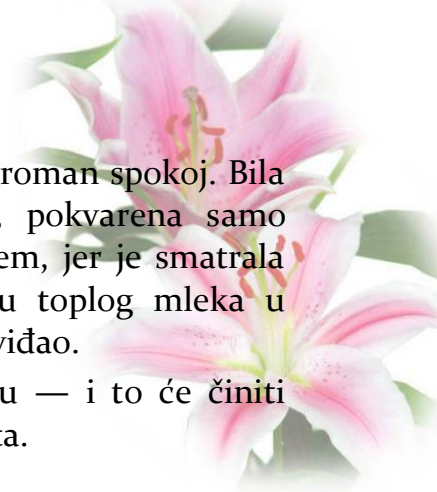 roman spokoj. Bila
, pokvarena samo
em, jer je smatrala
u toplog mleka u
viđao.
u — i to će činiti
ta.